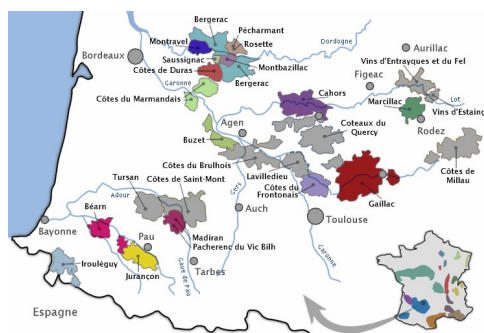 Bergerac
Pécharmant
Montravel
Rosette
Dordogne
Bordeaux
Saussignac
Montbazillac
Côtes de Duras
Bergerac
Garonne
Côtes du Marmandais
Aurillac
Vins d'Entrayques et du Fel
Figeac
Cahors
Lot
Marcillac
Vins d'Estaing
Agen
Coteaux du
Quercy
Rodez
Buzet
Côtes du Brulhois
Lavilledieu
Côtes de
Millau
Tursan
Côtes de Saint-Mont
Côtes du
Frontonais
Gaillac
Adour
Gers
Béarn
Auch
Toulouse
Bayonne
Pau
Madiran
Pacherenc du Vic Bilh
Garonne
Irouléguy
Jurançon
Gave de Pau
Tarbes
Espagne